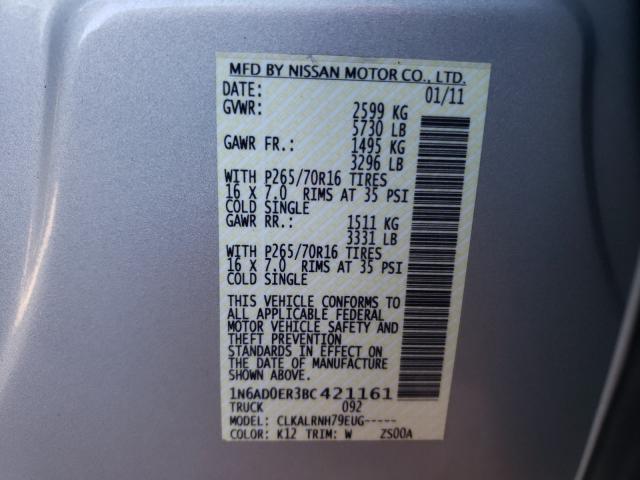 MFD BY NISSAN MOTOR CO., LTD.
DATE: 01/11
GVWR: 2599 KG
5730 LB
GAWR FR.: 1495 KG
3296 LB
WITH P265/70R16 TIRES
16 X 7.0 RIMS AT 35 PSI
COLD SINGLE
GAWR RR.: 1511 KG
3331 LB
WITH P265/70R16 TIRES
16 X 7.0 RIMS AT 35 PSI
COLD SINGLE
THIS VEHICLE CONFORMS TO
ALL APPLICABLE FEDERAL
MOTOR VEHICLE SAFETY AND
THEFT PREVENTION
STANDARDS IN EFFECT ON
THE DATE OF MANUFACTURE
SHOWN ABOVE.
1N6AD0ER3BC421161
TRUCK 092
MODEL: CLKALRNH79EUG-----
COLOR: K12 TRIM: W ZS00A